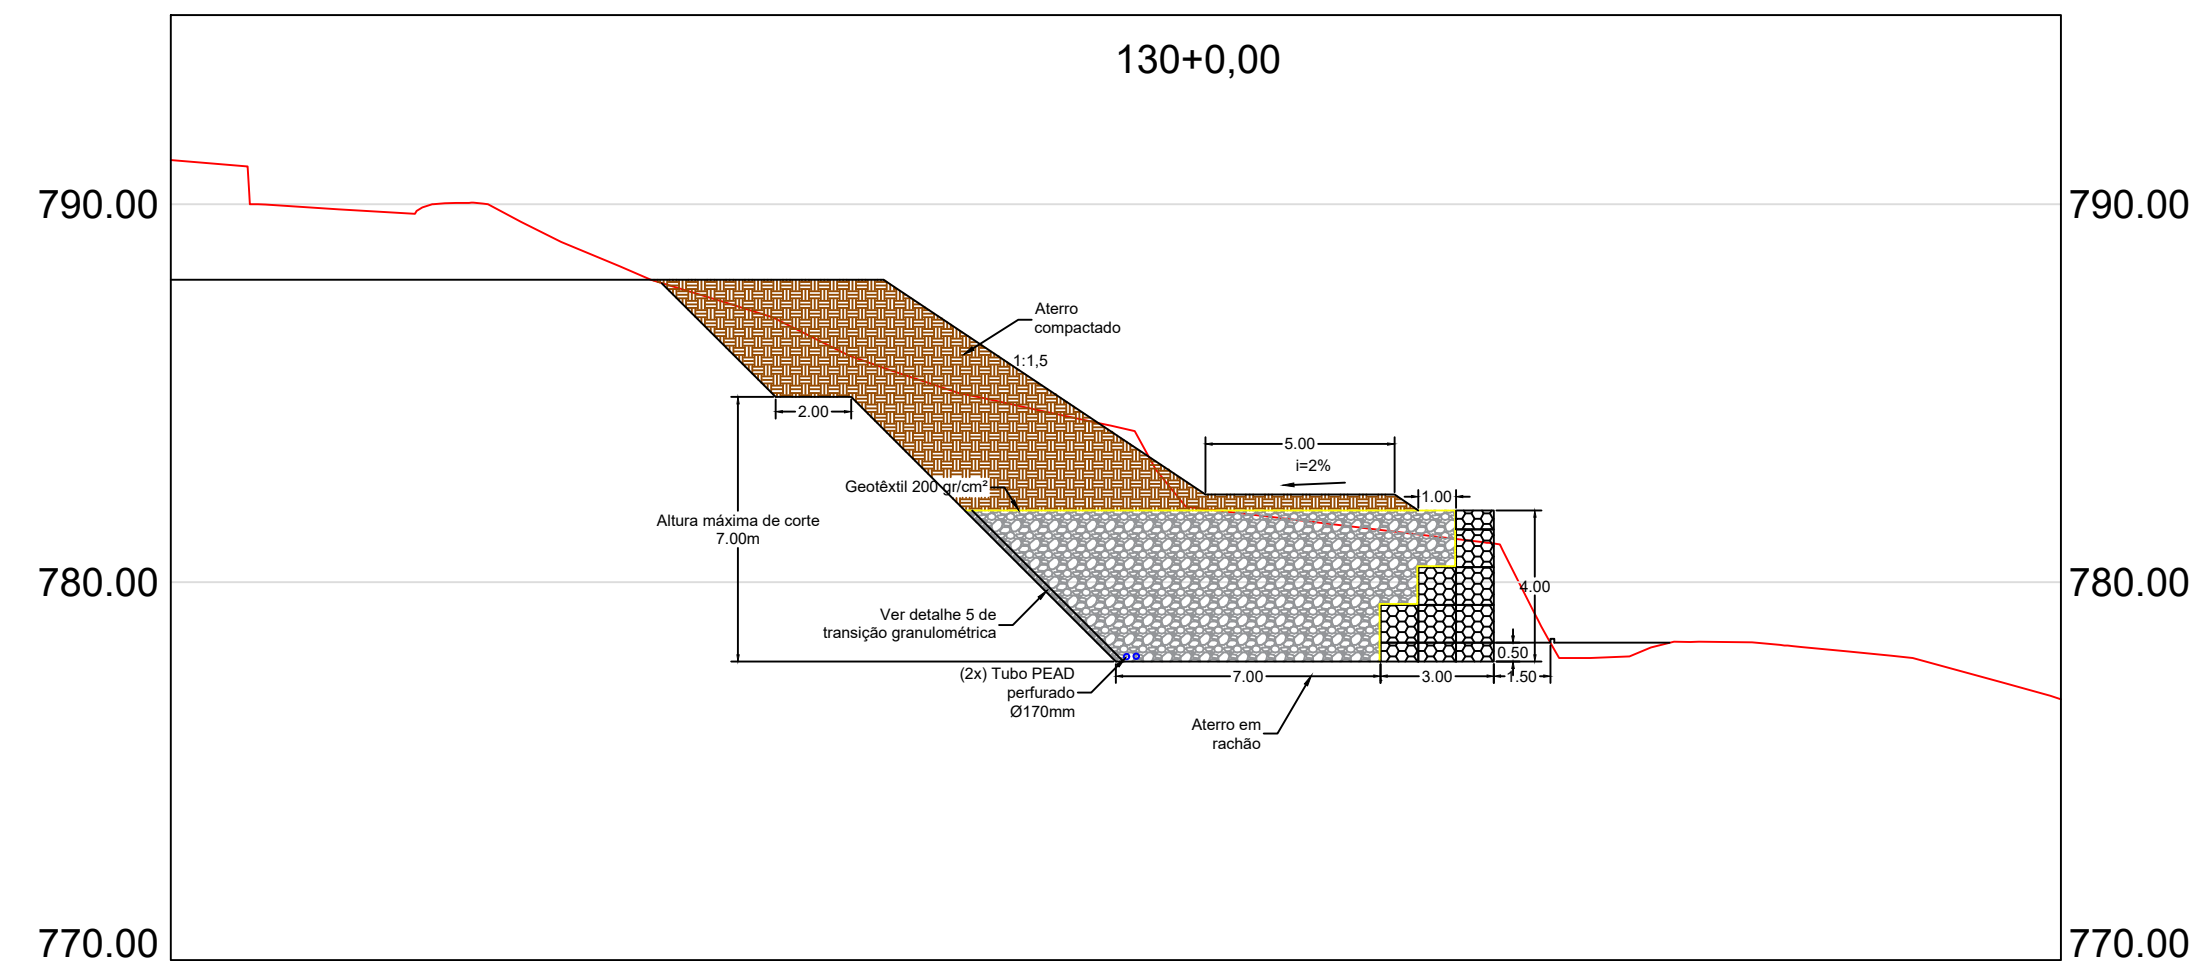 130+0,00
790.00
790.00
Aterro
compactado
1:1,5
2.00
5.00
i=2%
Geotêxtil 200 gr/cm²
1.00
Altura máxima de corte
7.00m
780.00
780.00
4.00
Ver detalhe 5 de
transição granulométrica
0.50
(2x) Tubo PEAD
perfurado
Ø170mm
7.00
3.00
1.50
Aterro em
rachão
770.00
770.00